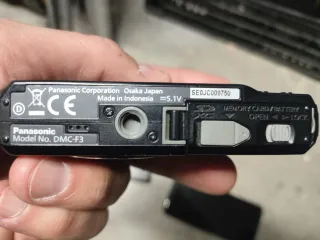 Panasonic Corporation Osaka Japan
Made in Indonesia ⎓5.1V
CE
Panasonic
Model No. DMC-F3
SE0JC009750
MEMORY CARD/BATTERY
OPEN ◄ ►LOCK